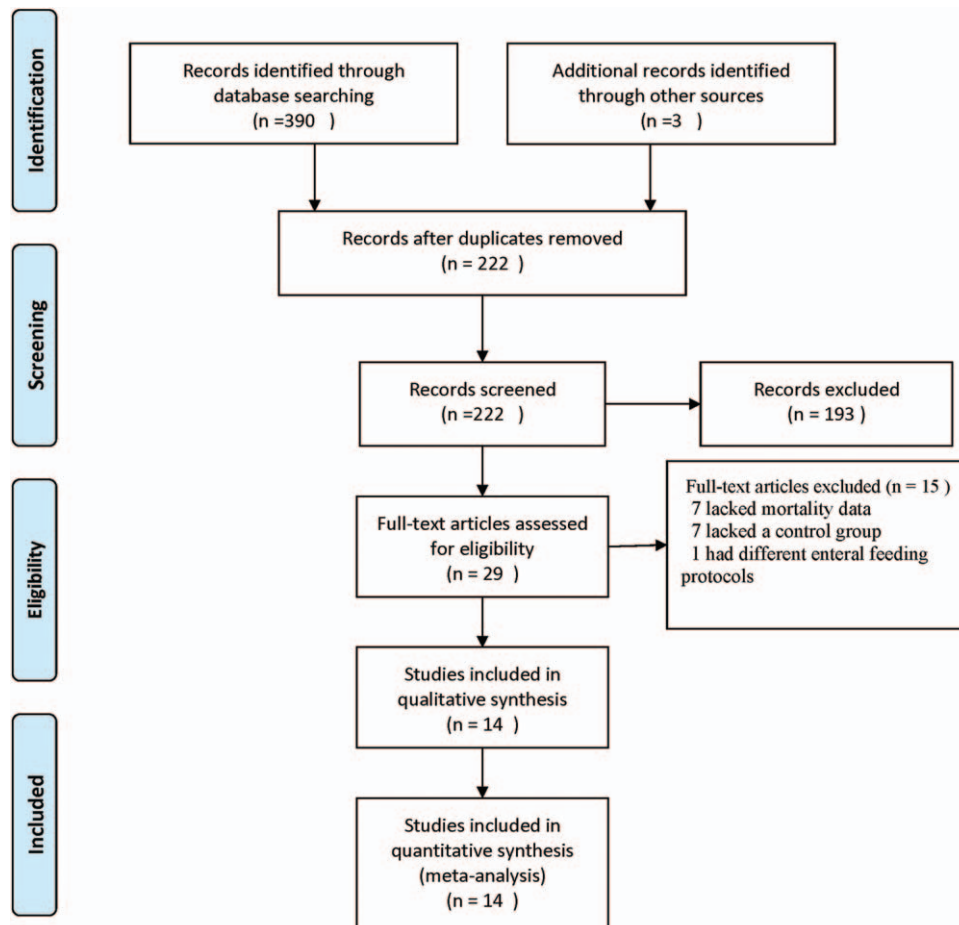 Identification
Records identified through
database searching
(n =390   )
Additional records identified
through other sources
(n =3   )
Records after duplicates removed
(n = 222  )
Screening
Records screened
(n =222   )
Records excluded
(n = 193  )
Eligibility
Full-text articles assessed
for eligibility
(n = 29  )
Full-text articles excluded (n = 15 )
7 lacked mortality data
7 lacked a control group
1 had different enteral feeding
protocols
Studies included in
qualitative synthesis
(n = 14  )
Included
Studies included in
quantitative synthesis
(meta-analysis)
(n = 14  )